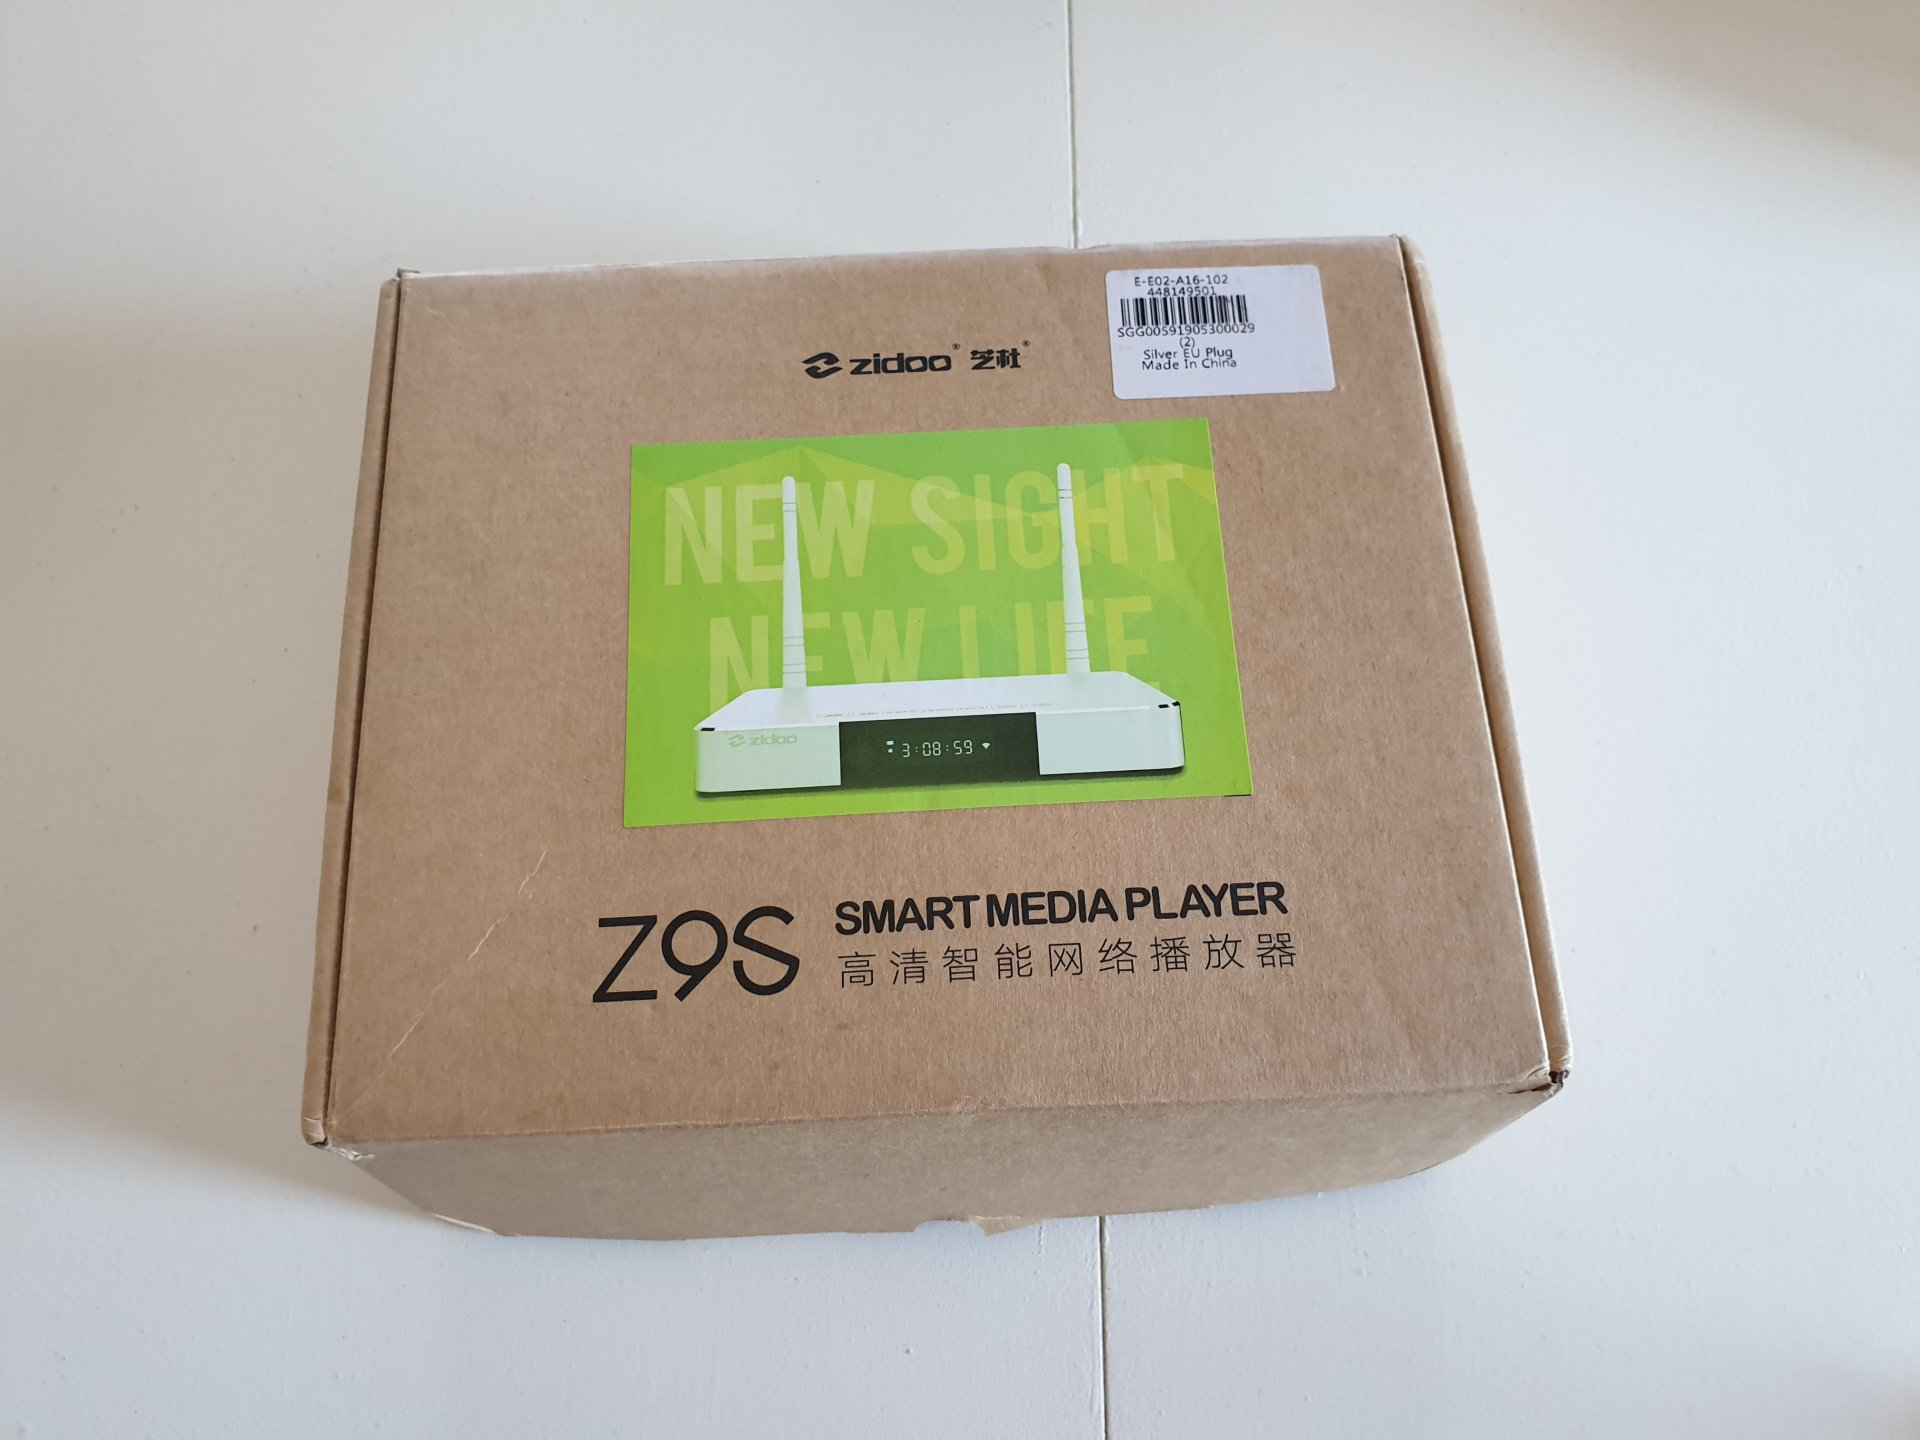 E-E02-A16-102
448149501
SGG00591905300029
(2)
Silver EU Plug
Made In China
zidoo® 芝杜®
NEW SIGHT
NEW LIFE
zidoo
3:08:59
Z9S
SMART MEDIA PLAYER
高清智能网络播放器